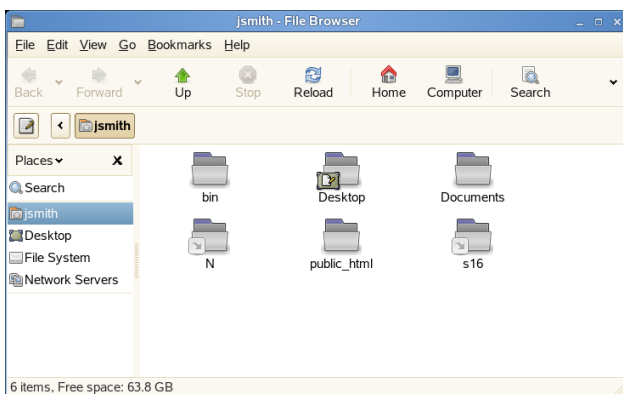 jsmith - File Browser
File Edit View Go Bookmarks Help
Back Forward Up Stop Reload Home Computer Search
jsmith
Places
Search
jsmith
Desktop
File System
Network Servers
bin Desktop Documents
N public_html s16
6 items, Free space: 63.8 GB